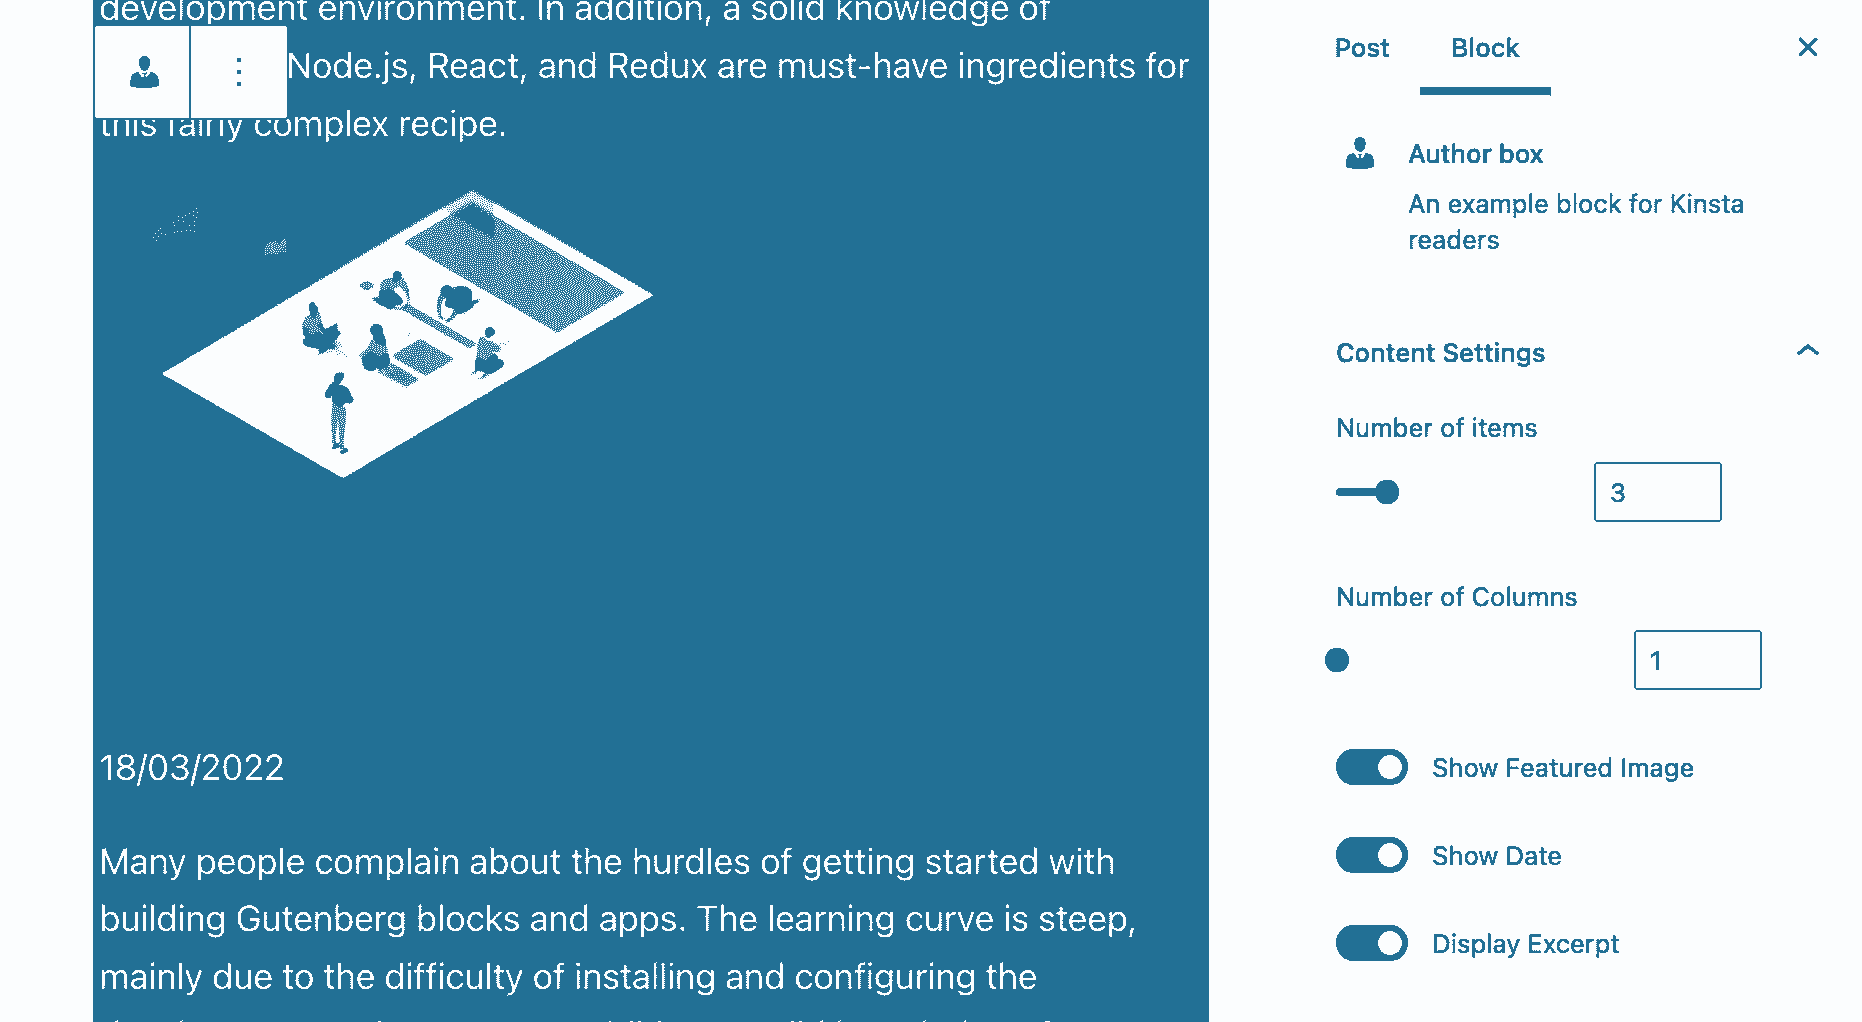 development environment. In addition, a solid knowledge of
Node.js, React, and Redux are must-have ingredients for
this fairly complex recipe.
18/03/2022
Many people complain about the hurdles of getting started with
building Gutenberg blocks and apps. The learning curve is steep,
mainly due to the difficulty of installing and configuring the
Post Block
Author box
An example block for Kinsta
readers
Content Settings
Number of items
3
Number of Columns
1
Show Featured Image
Show Date
Display Excerpt